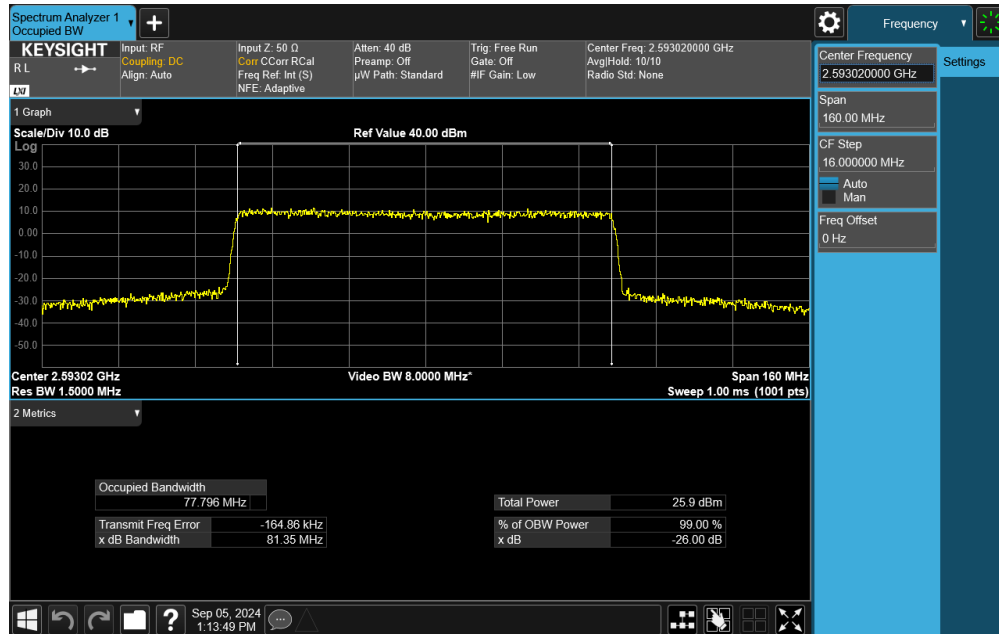 Spectrum Analyzer 1
Occupied BW
Frequency
KEYSIGHT
R L
LXI
Input: RF
Coupling: DC
Align: Auto
Input Z: 50 Ω
Corr CCorr RCal
Freq Ref: Int (S)
NFE: Adaptive
Atten: 40 dB
Preamp: Off
µW Path: Standard
Trig: Free Run
Gate: Off
#IF Gain: Low
Center Freq: 2.593020000 GHz
Avg|Hold: 10/10
Radio Std: None
Center Frequency
2.593020000 GHz
Settings
Span
160.00 MHz
CF Step
16.000000 MHz
Auto
Man
Freq Offset
0 Hz
1 Graph
Scale/Div 10.0 dB
Ref Value 40.00 dBm
Log
30.0
20.0
10.0
0.00
-10.0
-20.0
-30.0
-40.0
-50.0
Center 2.59302 GHz
Video BW 8.0000 MHz*
Span 160 MHz
Res BW 1.5000 MHz
Sweep 1.00 ms (1001 pts)
2 Metrics
Occupied Bandwidth
77.796 MHz
Total Power 25.9 dBm
Transmit Freq Error -164.86 kHz
% of OBW Power 99.00 %
x dB Bandwidth 81.35 MHz
x dB -26.00 dB
?
Sep 05, 2024
1:13:49 PM